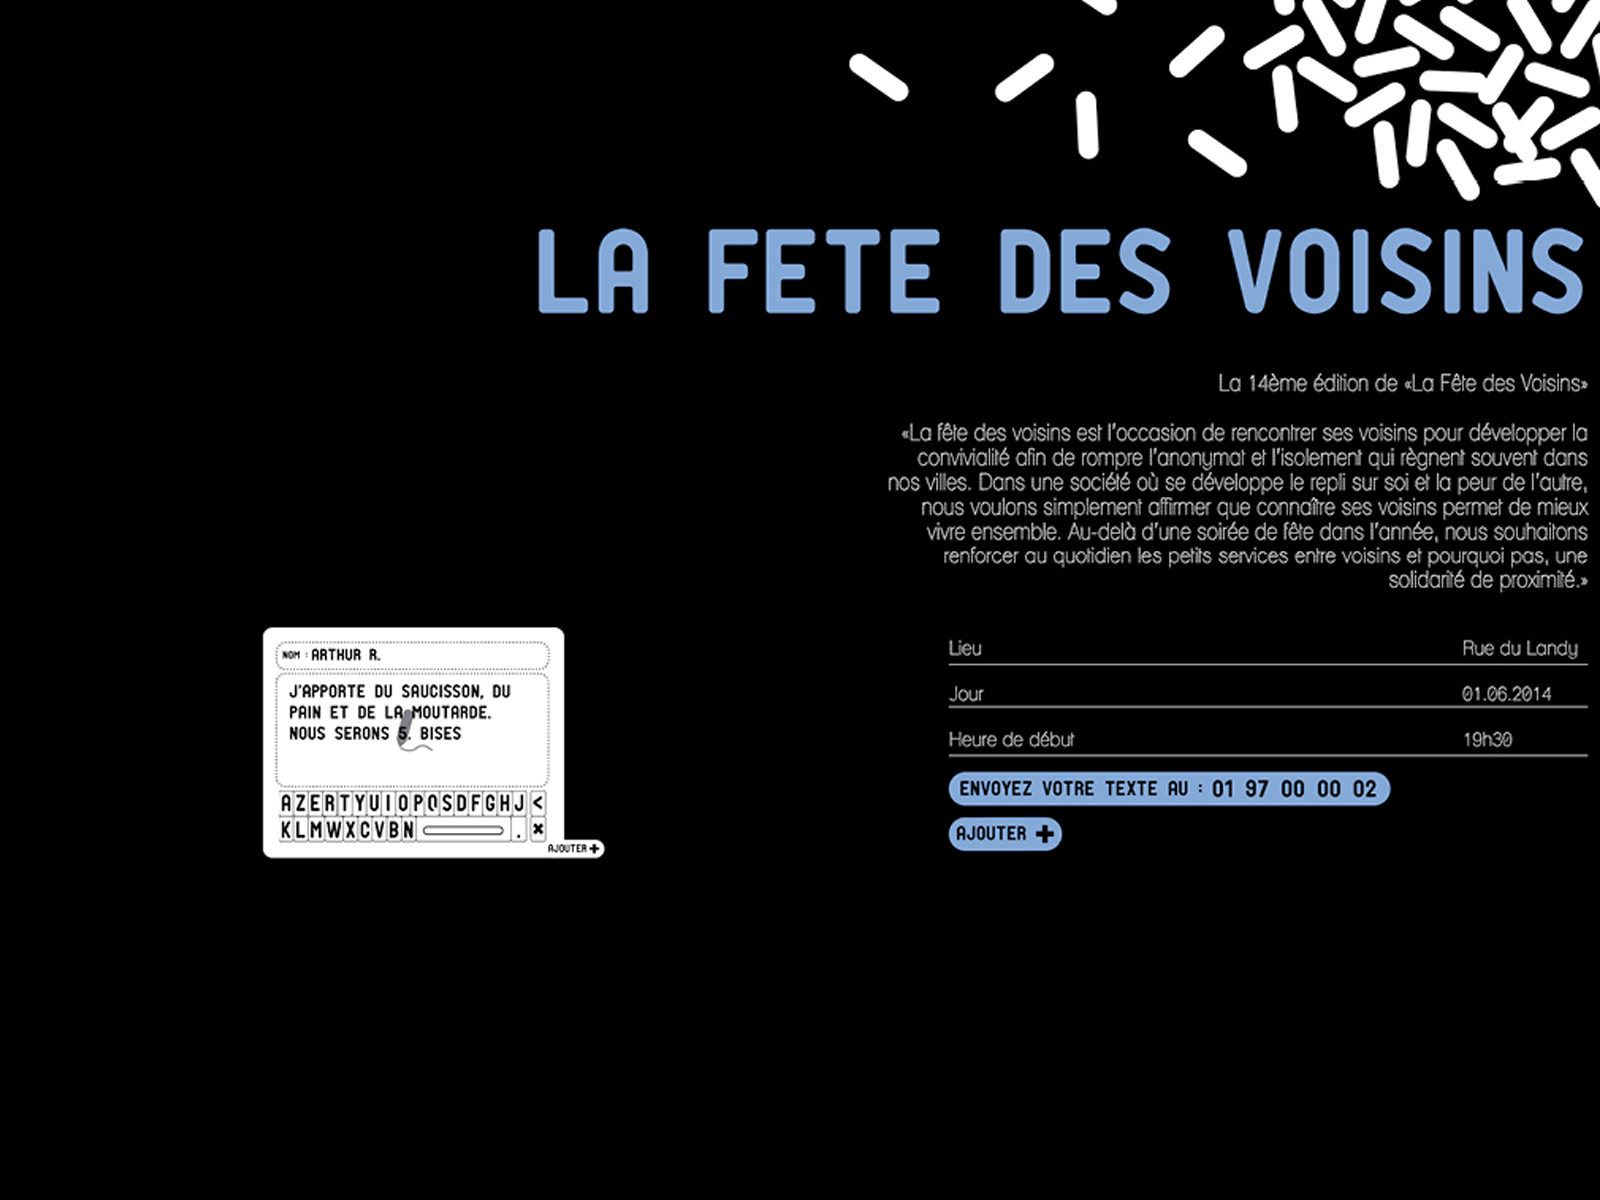 LA FETE DES VOISINS
La 14ème édition de «La Fête des Voisins»
«La fête des voisins est l'occasion de rencontrer ses voisins pour développer la
convivialité afin de rompre l'anonymat et l'isolement qui règnent souvent dans
nos villes. Dans une société où se développe le repli sur soi et la peur de l'autre,
nous voulons simplement affirmer que connaître ses voisins permet de mieux
vivre ensemble. Au-delà d'une soirée de fête dans l'année, nous souhaitons
renforcer au quotidien les petits services entre voisins et pourquoi pas, une
solidarité de proximité.»
Lieu Rue du Landy
Jour 01.06.2014
Heure de début 19h30
ENVOYEZ VOTRE TEXTE AU : 01 97 00 00 02
AJOUTER +
NOM : ARTHUR R.
J'APPORTE DU SAUCISSON, DU
PAIN ET DE LA MOUTARDE.
NOUS SERONS 5. BISES
AZERTYUIOPQSDFGHJ <
KLMWXCVBN . ✖
AJOUTER +